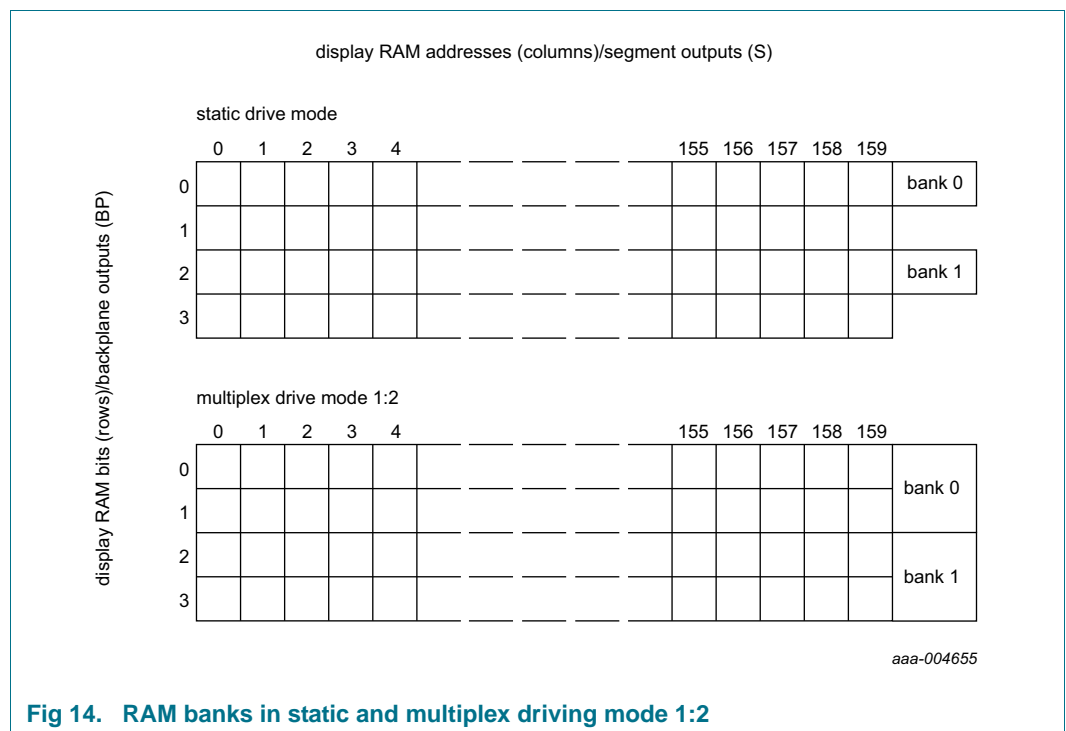 display RAM addresses (columns)/segment outputs (S)
display RAM bits (rows)/backplane outputs (BP)
static drive mode
0 1 2 3 4 155 156 157 158 159
0 bank 0
1
2 bank 1
3
multiplex drive mode 1:2
0 1 2 3 4 155 156 157 158 159
0
bank 0
1
2
bank 1
3
aaa-004655
Fig 14. RAM banks in static and multiplex driving mode 1:2